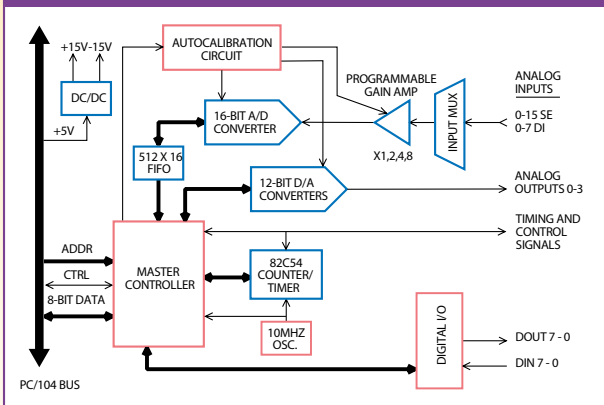 +15V-15V
DC/DC
+5V
AUTOCALIBRATION
CIRCUIT
PROGRAMMABLE
GAIN AMP
ANALOG
INPUTS
16-BIT A/D
CONVERTER
X1,2,4,8
INPUT MUX
0-15 SE
0-7 DI
512 X 16
FIFO
12-BIT D/A
CONVERTERS
ANALOG
OUTPUTS 0-3
TIMING AND
CONTROL
SIGNALS
ADDR
CTRL
8-BIT DATA
MASTER
CONTROLLER
82C54
COUNTER/
TIMER
10MHZ
OSC.
DIGITAL I/O
DOUT 7 - 0
DIN 7 - 0
PC/104 BUS